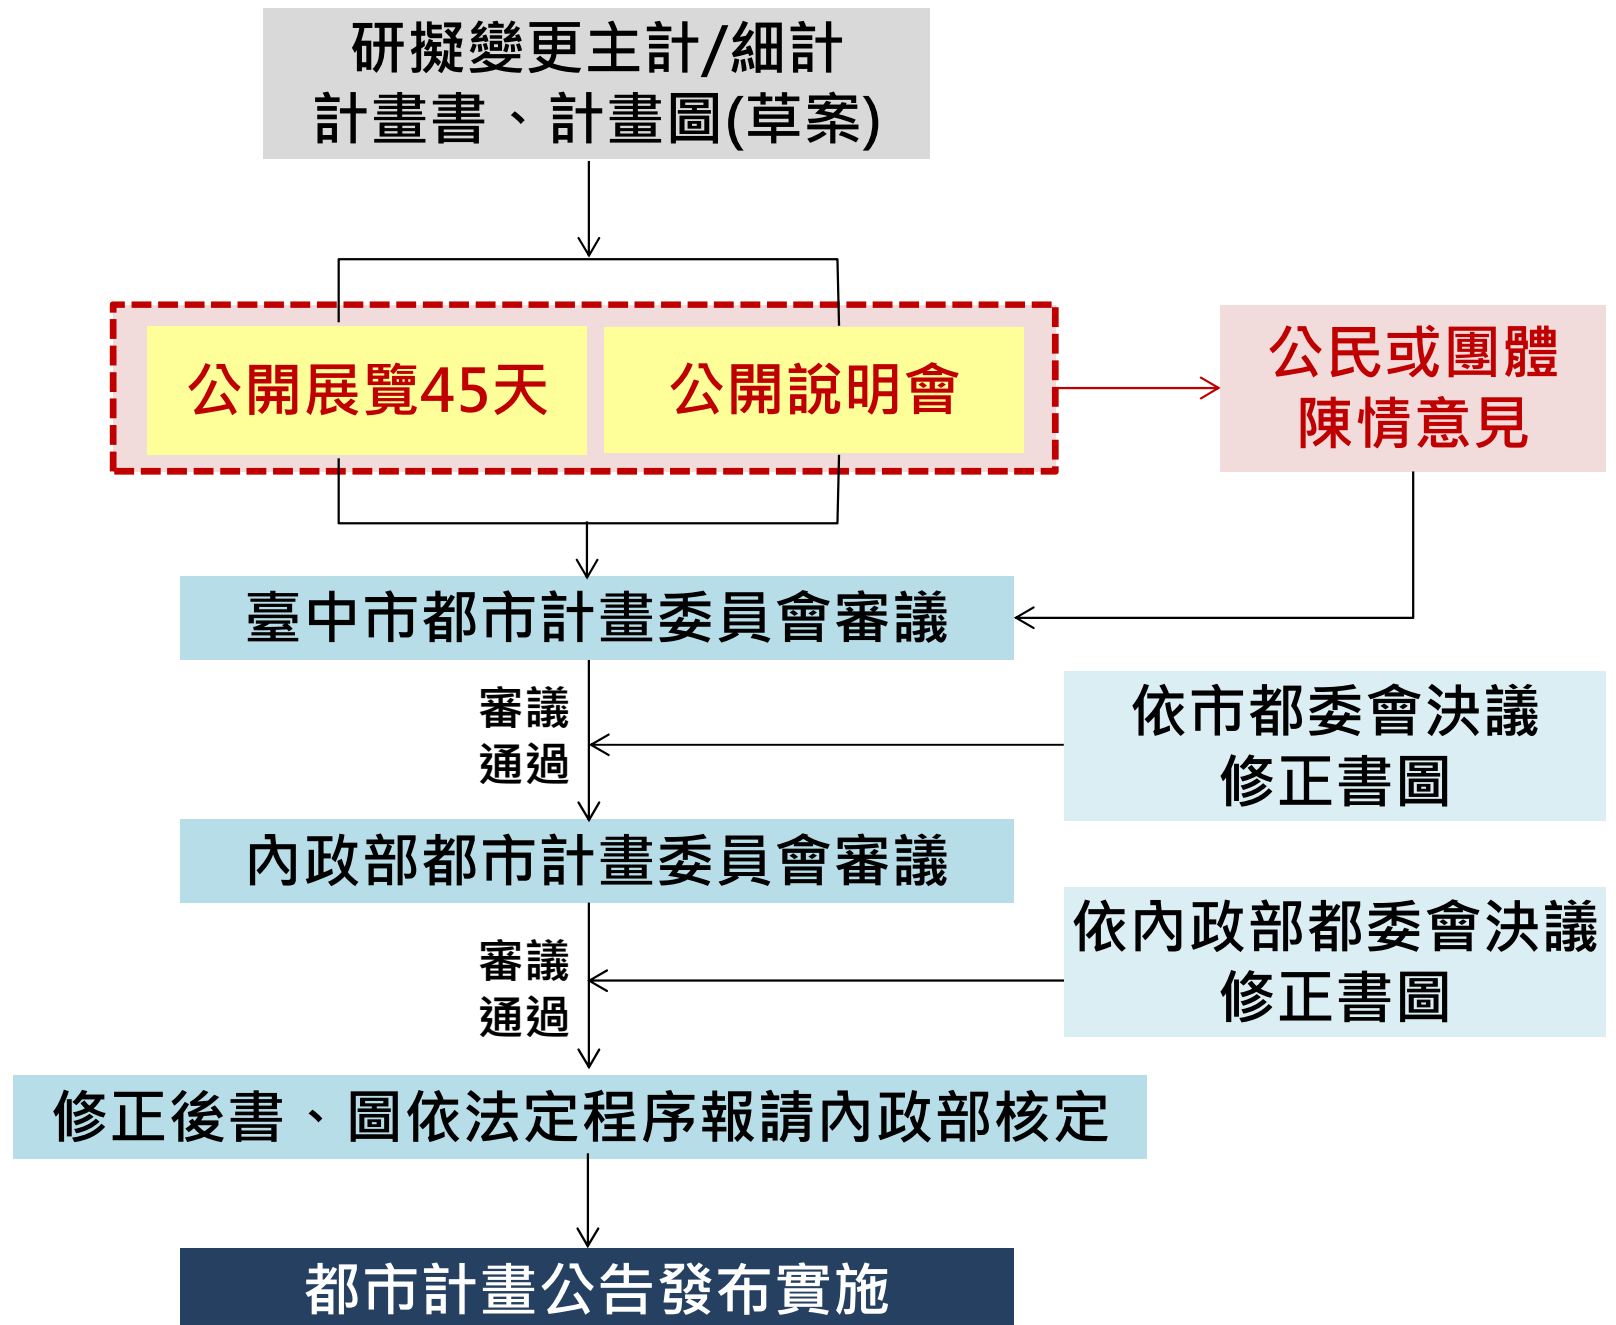 研擬變更主計/細計
計畫書、計畫圖(草案)
公開展覽45天
公開說明會
公民或團體
陳情意見
臺中市都市計畫委員會審議
審議
通過
依市都委會決議
修正書圖
內政部都市計畫委員會審議
審議
通過
依內政部都委會決議
修正書圖
修正後書、圖依法定程序報請內政部核定
都市計畫公告發布實施